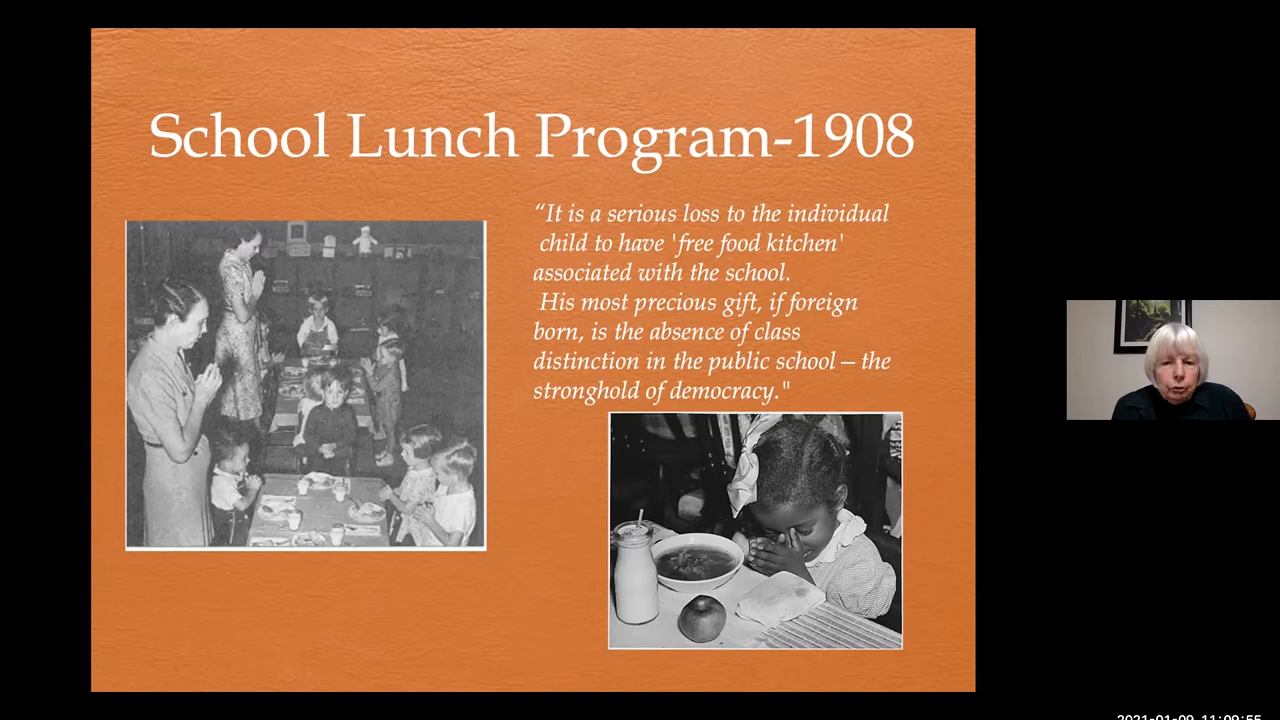 School Lunch Program-1908
“It is a serious loss to the individual
child to have 'free food kitchen'
associated with the school.
His most precious gift, if foreign
born, is the absence of class
distinction in the public school – the
stronghold of democracy."
2021-01-09 11:09:55